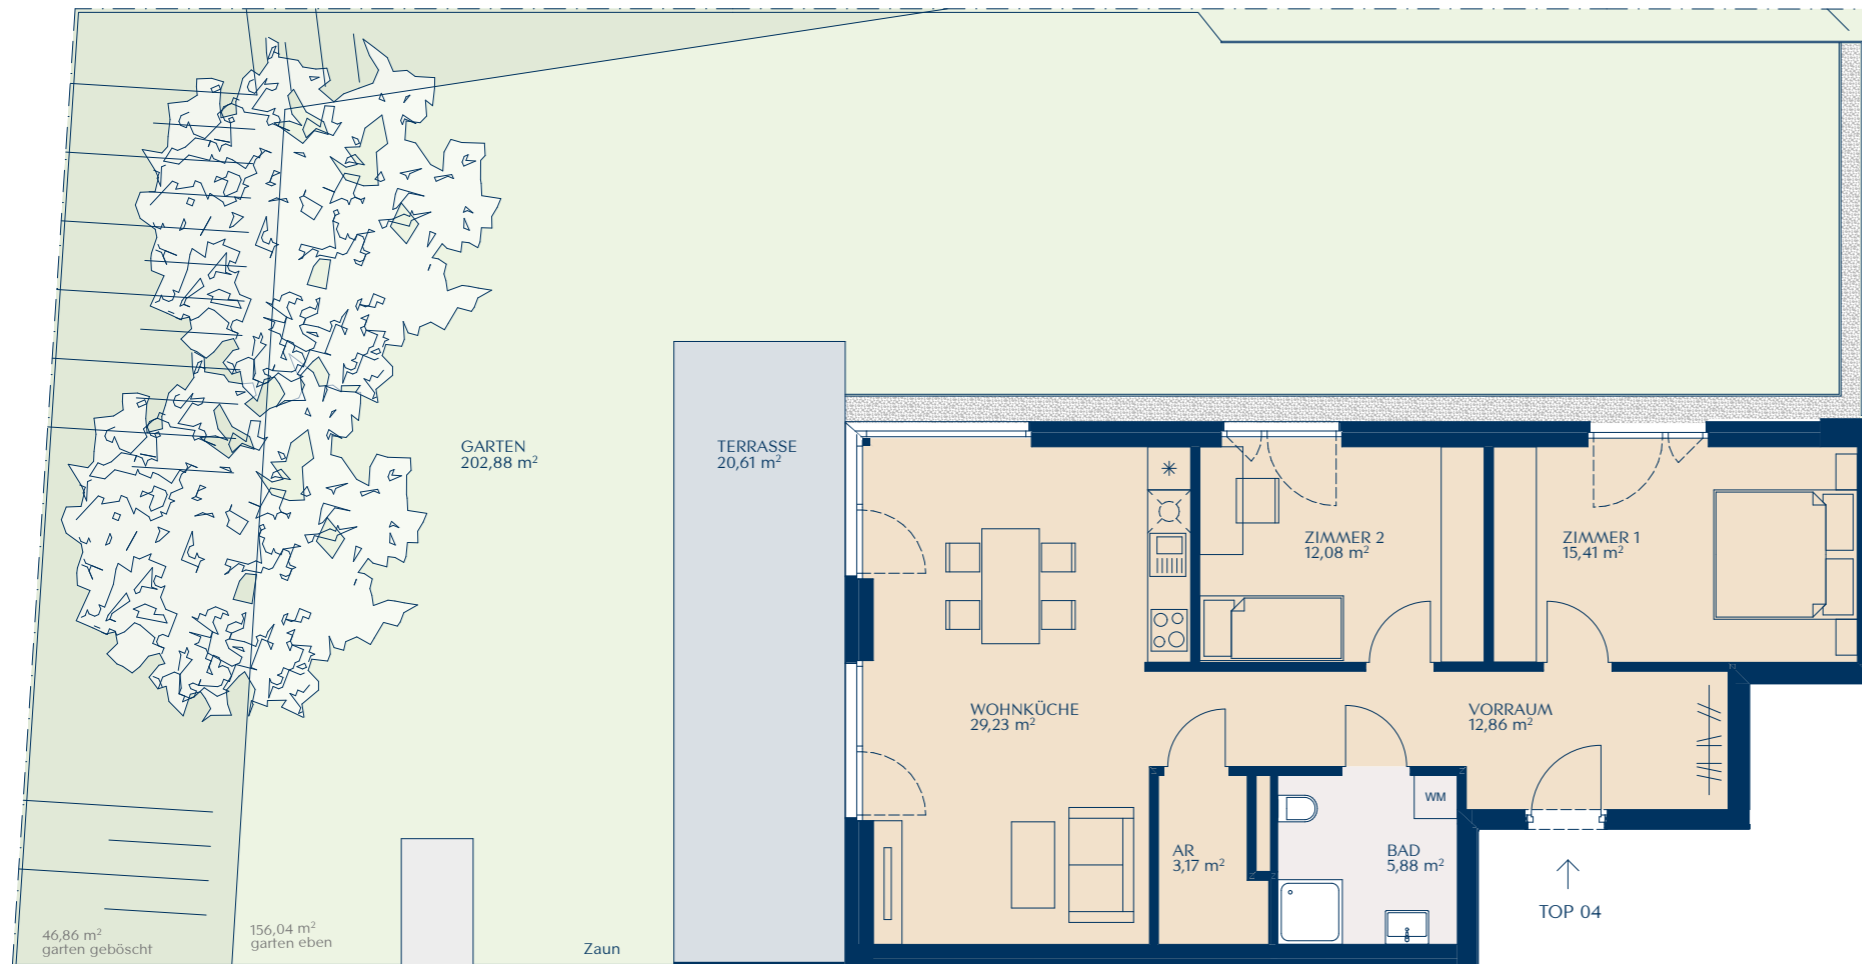 GARTEN
202,88 m²
TERRASSE
20,61 m²
ZIMMER 2
12,08 m²
ZIMMER 1
15,41 m²
WOHNKÜCHE
29,23 m²
VORRAUM
12,86 m²
WM
AR
3,17 m²
BAD
5,88 m²
TOP 04
46,86 m²
garten geböscht
156,04 m²
garten eben
Zaun